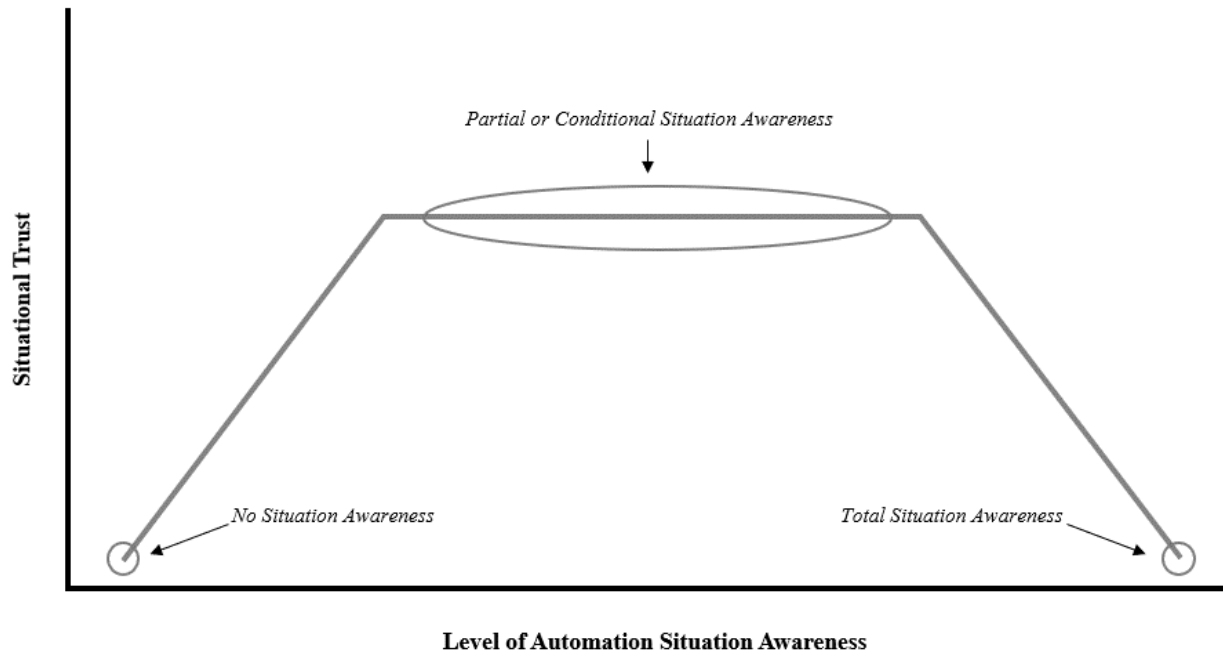 Partial or Conditional Situation Awareness
Situational Trust
No Situation Awareness
Total Situation Awareness
Level of Automation Situation Awareness